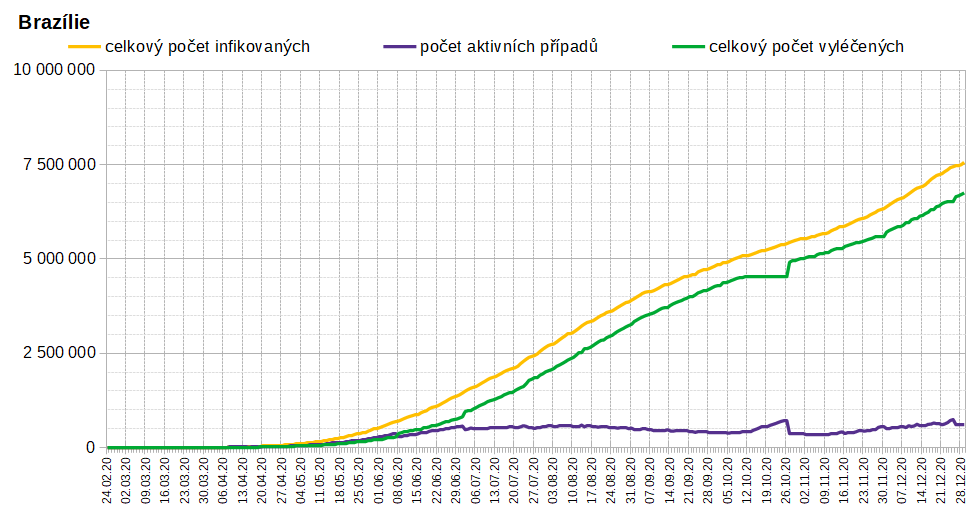 Brazílie
celkový počet infikovaných počet aktivních případů celkový počet vyléčených
10 000 000
7 500 000
5 000 000
2 500 000
0
24.02.20 02.03.20 09.03.20 16.03.20 23.03.20 30.03.20 06.04.20 13.04.20 20.04.20 27.04.20 04.05.20 11.05.20 18.05.20 25.05.20 01.06.20 08.06.20 15.06.20 22.06.20 29.06.20 06.07.20 13.07.20 20.07.20 27.07.20 03.08.20 10.08.20 17.08.20 24.08.20 31.08.20 07.09.20 14.09.20 21.09.20 28.09.20 05.10.20 12.10.20 19.10.20 26.10.20 02.11.20 09.11.20 16.11.20 23.11.20 30.11.20 07.12.20 14.12.20 21.12.20 28.12.20